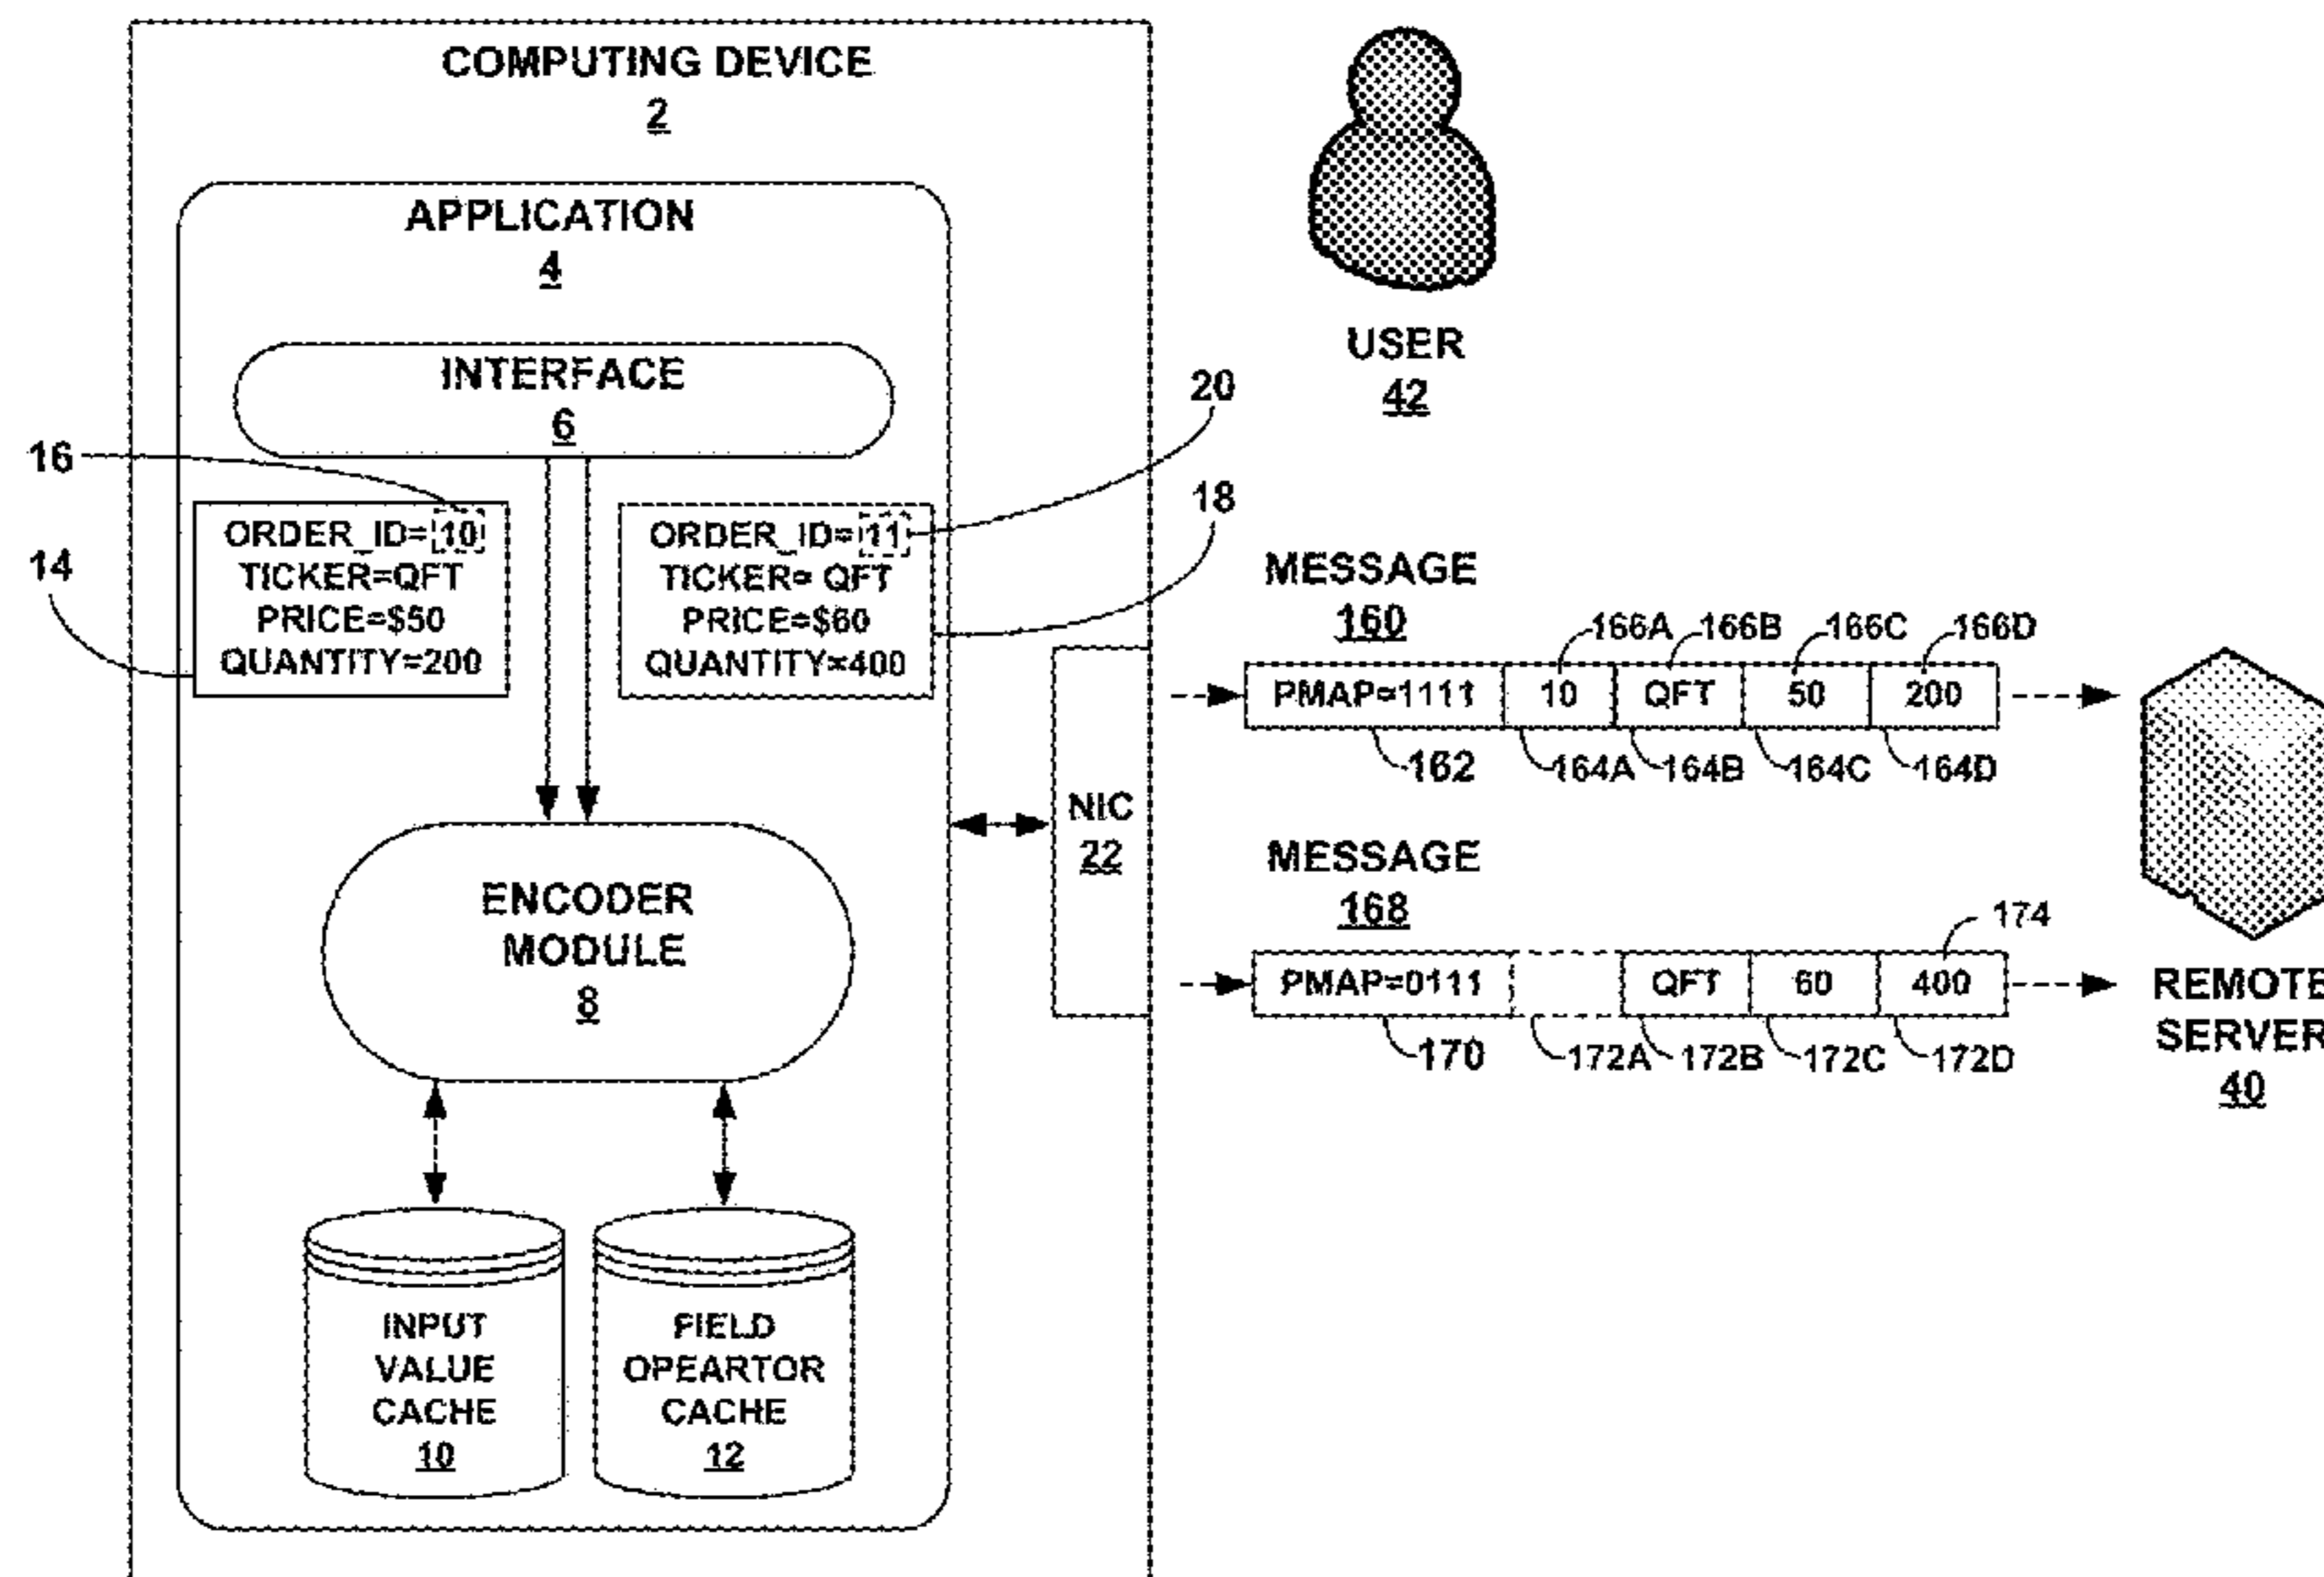 COMPUTING DEVICE
2
APPLICATION
4
INTERFACE
6
16
14
ORDER_ID=10
TICKER=QFT
PRICE=$50
QUANTITY=200
ORDER_ID=11
TICKER= QFT
PRICE=$60
QUANTITY=400
20
18
ENCODER
MODULE
8
INPUT
VALUE
CACHE
10
FIELD
OPEARTOR
CACHE
12
NIC
22
USER
42
MESSAGE
160
166A 166B 166C 166D
PMAP=1111 10 QFT 50 200
162 164A 164B 164C 164D
MESSAGE
168
174
PMAP=0111 QFT 60 400
170 172A 172B 172C 172D
REMOTE
SERVER
40